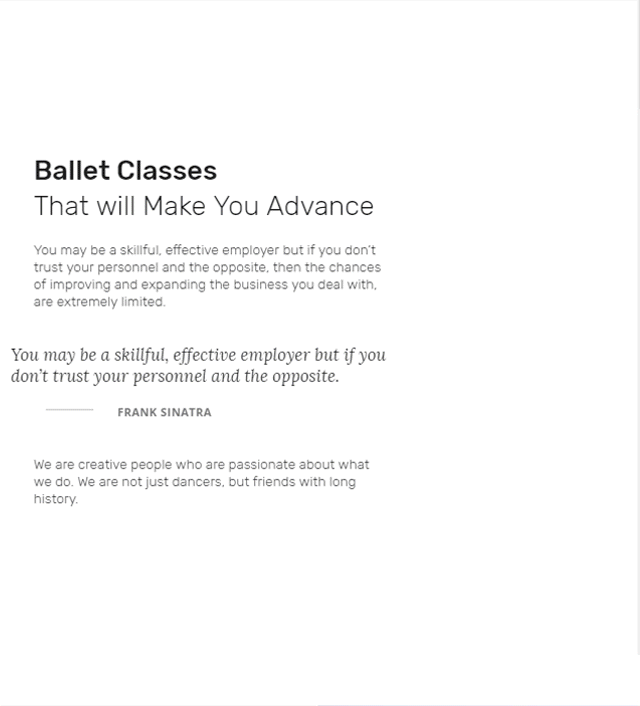 Ballet Classes
That will Make You Advance
You may be a skillful, effective employer but if you don't
trust your personnel and the opposite, then the chances
of improving and expanding the business you deal with,
are extremely limited.
You may be a skillful, effective employer but if you
don't trust your personnel and the opposite.
FRANK SINATRA
We are creative people who are passionate about what
we do. We are not just dancers, but friends with long
history.